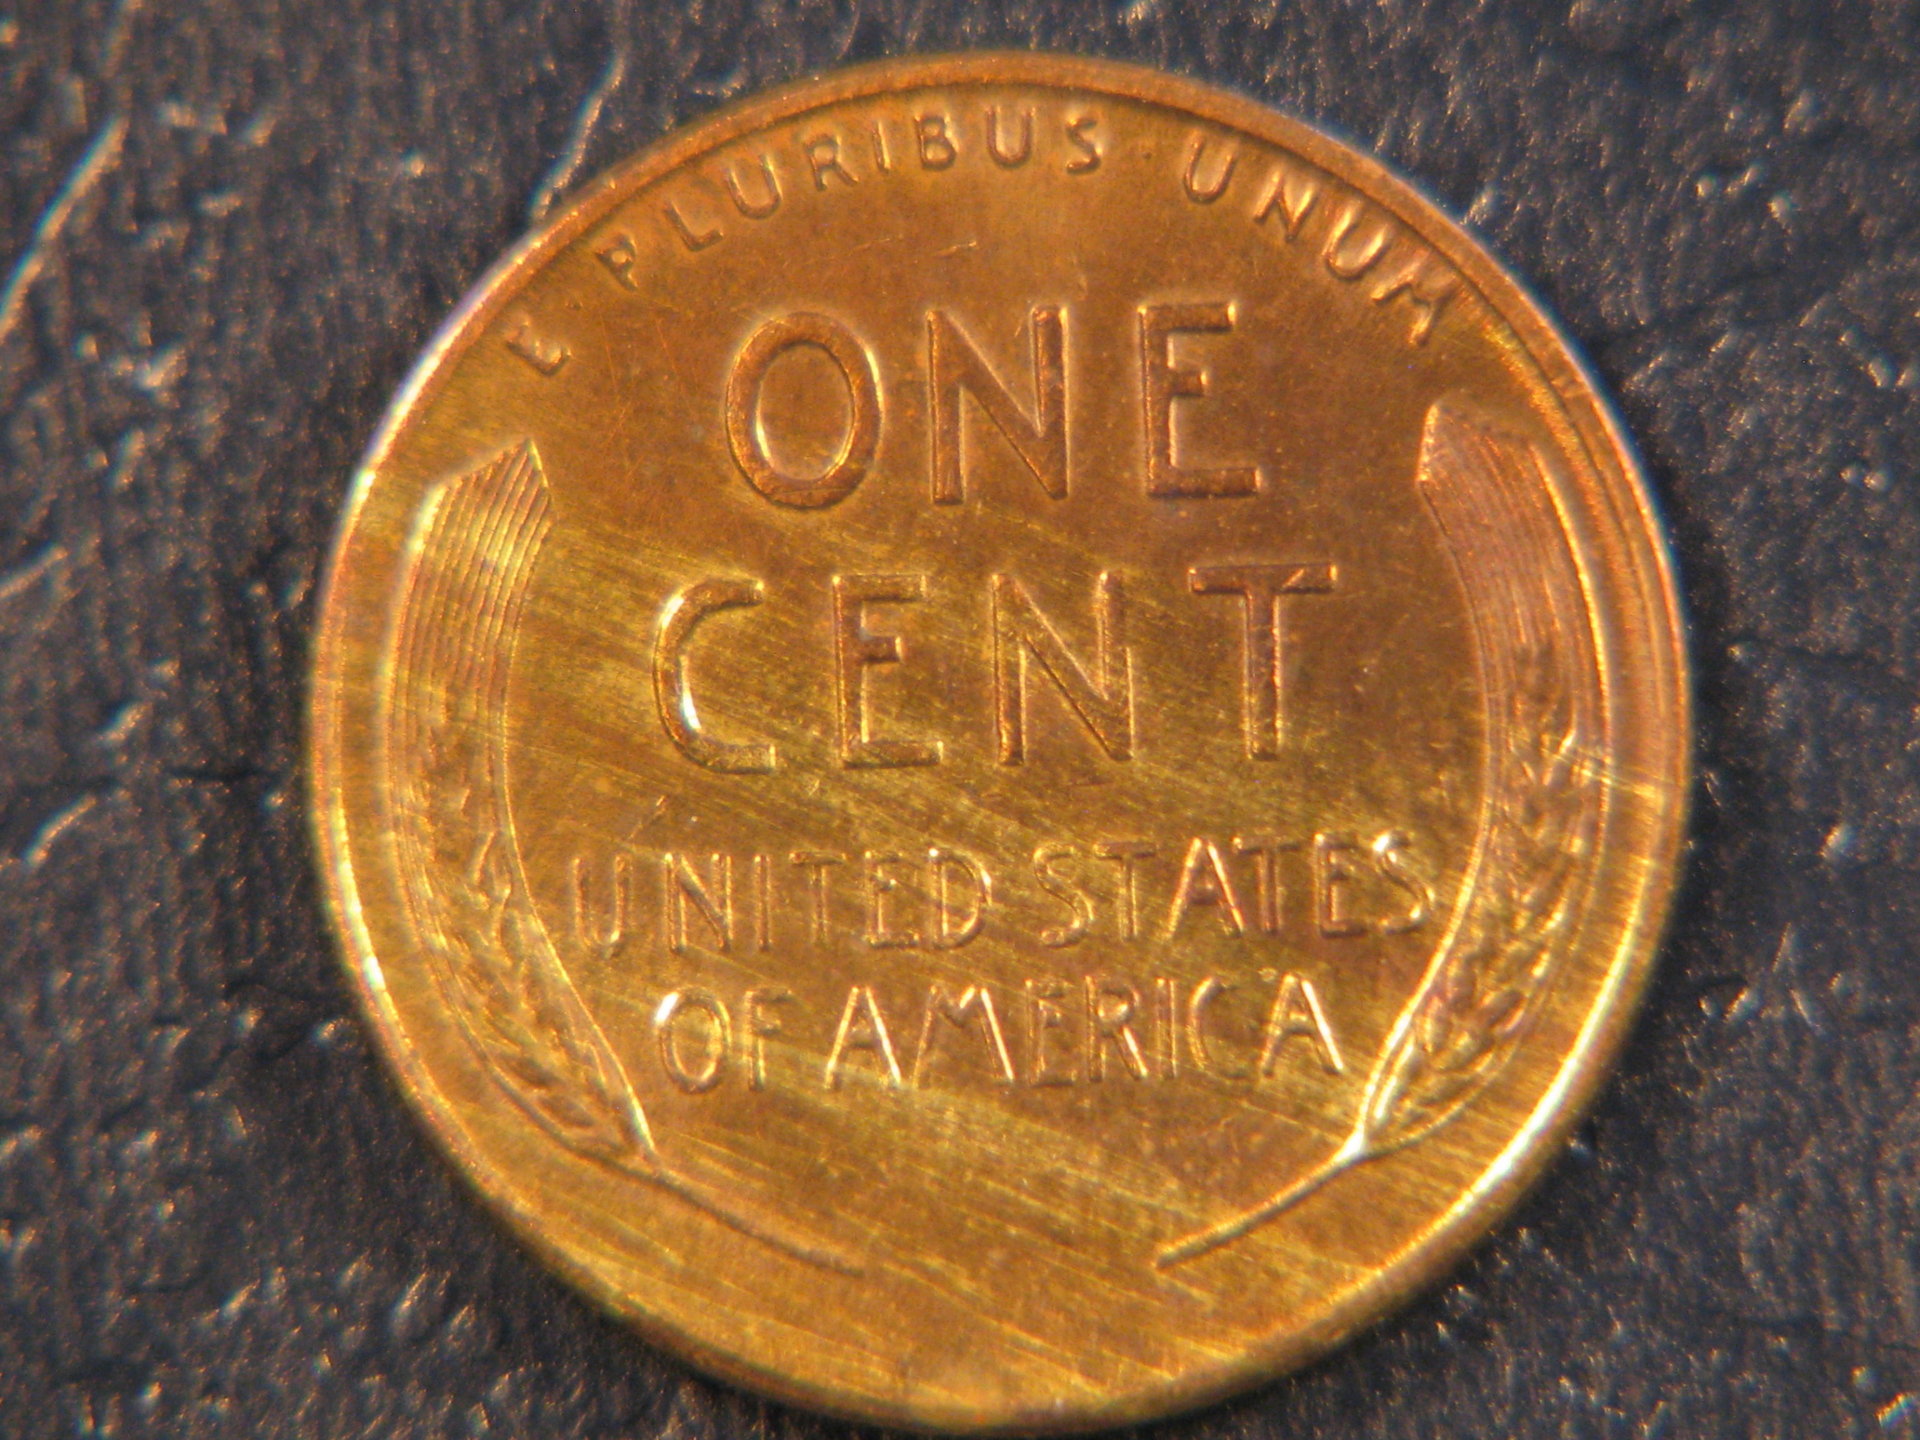 E · PLURIBUS · UNUM
ONE
CENT
UNITED STATES
OF AMERICA